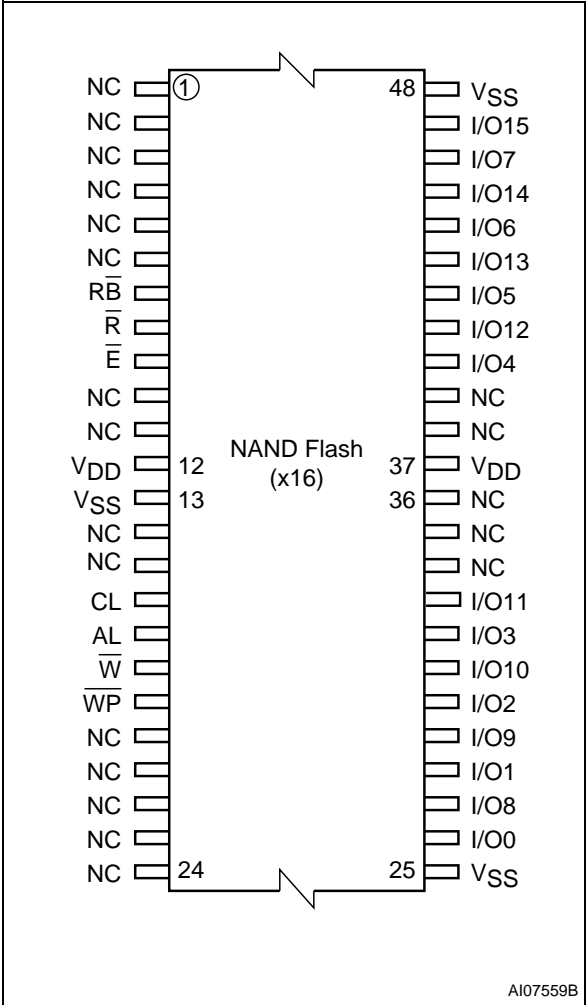 NC 1 48 VSS
NC I/O15
NC I/O7
NC I/O14
NC I/O6
NC I/O13
RB̅ I/O5
R̅ I/O12
E̅ I/O4
NC NC
NC NC
VDD 12 NAND Flash 37 VDD
(x16)
VSS 13 36 NC
NC NC
NC NC
CL I/O11
AL I/O3
W̅ I/O10
W̅P̅ I/O2
NC I/O9
NC I/O1
NC I/O8
NC I/O0
NC 24 25 VSS
AI07559B